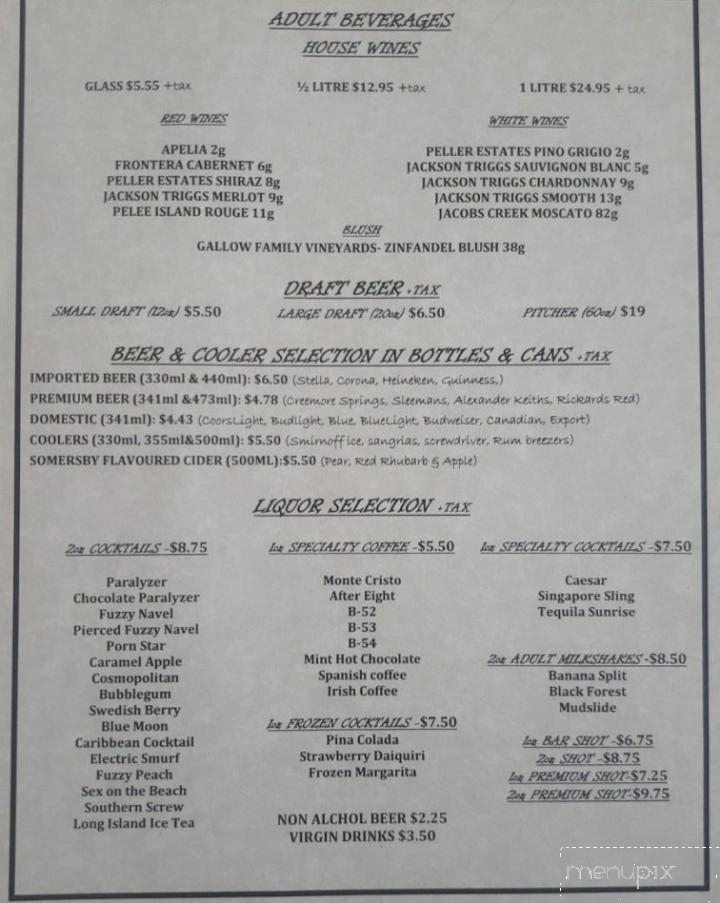 ADULT BEVERAGES
HOUSE WINES
GLASS $5.55 +tax
½ LITRE $12.95 +tax
1 LITRE $24.95 + tax
RED WINES
APELIA 2g
FRONTERA CABERNET 6g
PELLER ESTATES SHIRAZ 8g
JACKSON TRIGGS MERLOT 9g
PELEE ISLAND ROUGE 11g
WHITE WINES
PELLER ESTATES PINO GRIGIO 2g
JACKSON TRIGGS SAUVIGNON BLANC 5g
JACKSON TRIGGS CHARDONNAY 9g
JACKSON TRIGGS SMOOTH 13g
JACOBS CREEK MOSCATO 82g
BLUSH
GALLOW FAMILY VINEYARDS- ZINFANDEL BLUSH 38g
DRAFT BEER +TAX
SMALL DRAFT (12oz) $5.50
LARGE DRAFT (20oz) $6.50
PITCHER (60oz) $19
BEER & COOLER SELECTION IN BOTTLES & CANS +TAX
IMPORTED BEER (330ml & 440ml): $6.50 (Stella, Corona, Heineken, Guinness,)
PREMIUM BEER (341ml &473ml): $4.78 (Creemore Springs, Sleemans, Alexander Keiths, Rickards Red)
DOMESTIC (341ml): $4.43 (CoorsLight, Budlight, Blue, BlueLight, Budweiser, Canadian, Export)
COOLERS (330ml, 355ml&500ml): $5.50 (Smirnoff ice, sangrias, screwdriver, Rum breezers)
SOMERSBY FLAVOURED CIDER (500ML):$5.50 (Pear, Red Rhubarb & Apple)
LIQUOR SELECTION +TAX
2oz COCKTAILS -$8.75
Paralyzer
Chocolate Paralyzer
Fuzzy Navel
Pierced Fuzzy Navel
Porn Star
Caramel Apple
Cosmopolitan
Bubblegum
Swedish Berry
Blue Moon
Caribbean Cocktail
Electric Smurf
Fuzzy Peach
Sex on the Beach
Southern Screw
Long Island Ice Tea
1oz SPECIALTY COFFEE -$5.50
Monte Cristo
After Eight
B-52
B-53
B-54
Mint Hot Chocolate
Spanish coffee
Irish Coffee
1oz FROZEN COCKTAILS -$7.50
Pina Colada
Strawberry Daiquiri
Frozen Margarita
NON ALCHOL BEER $2.25
VIRGIN DRINKS $3.50
1oz SPECIALTY COCKTAILS -$7.50
Caesar
Singapore Sling
Tequila Sunrise
2oz ADULT MILKSHAKES -$8.50
Banana Split
Black Forest
Mudslide
1oz BAR SHOT -$6.75
2oz SHOT -$8.75
1oz PREMIUM SHOT-$7.25
2oz PREMIUM SHOT-$9.75
menupix